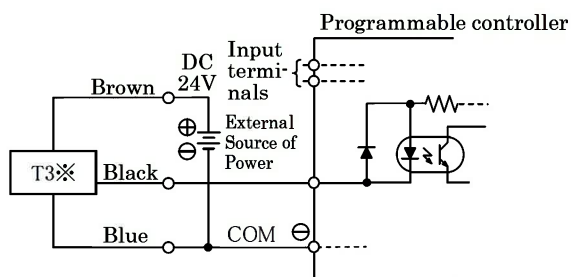 Programmable controller
DC
24V
Input
termi-
nals
Brown
⊕
⊖
External
Source of
Power
T3※
Black
Blue
COM ⊖